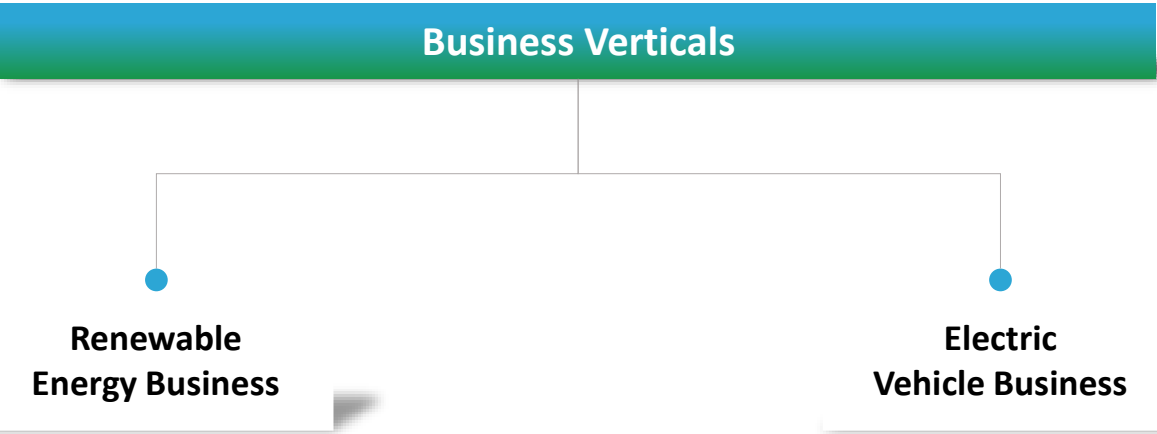 Business Verticals
Renewable
Energy Business
Electric
Vehicle Business